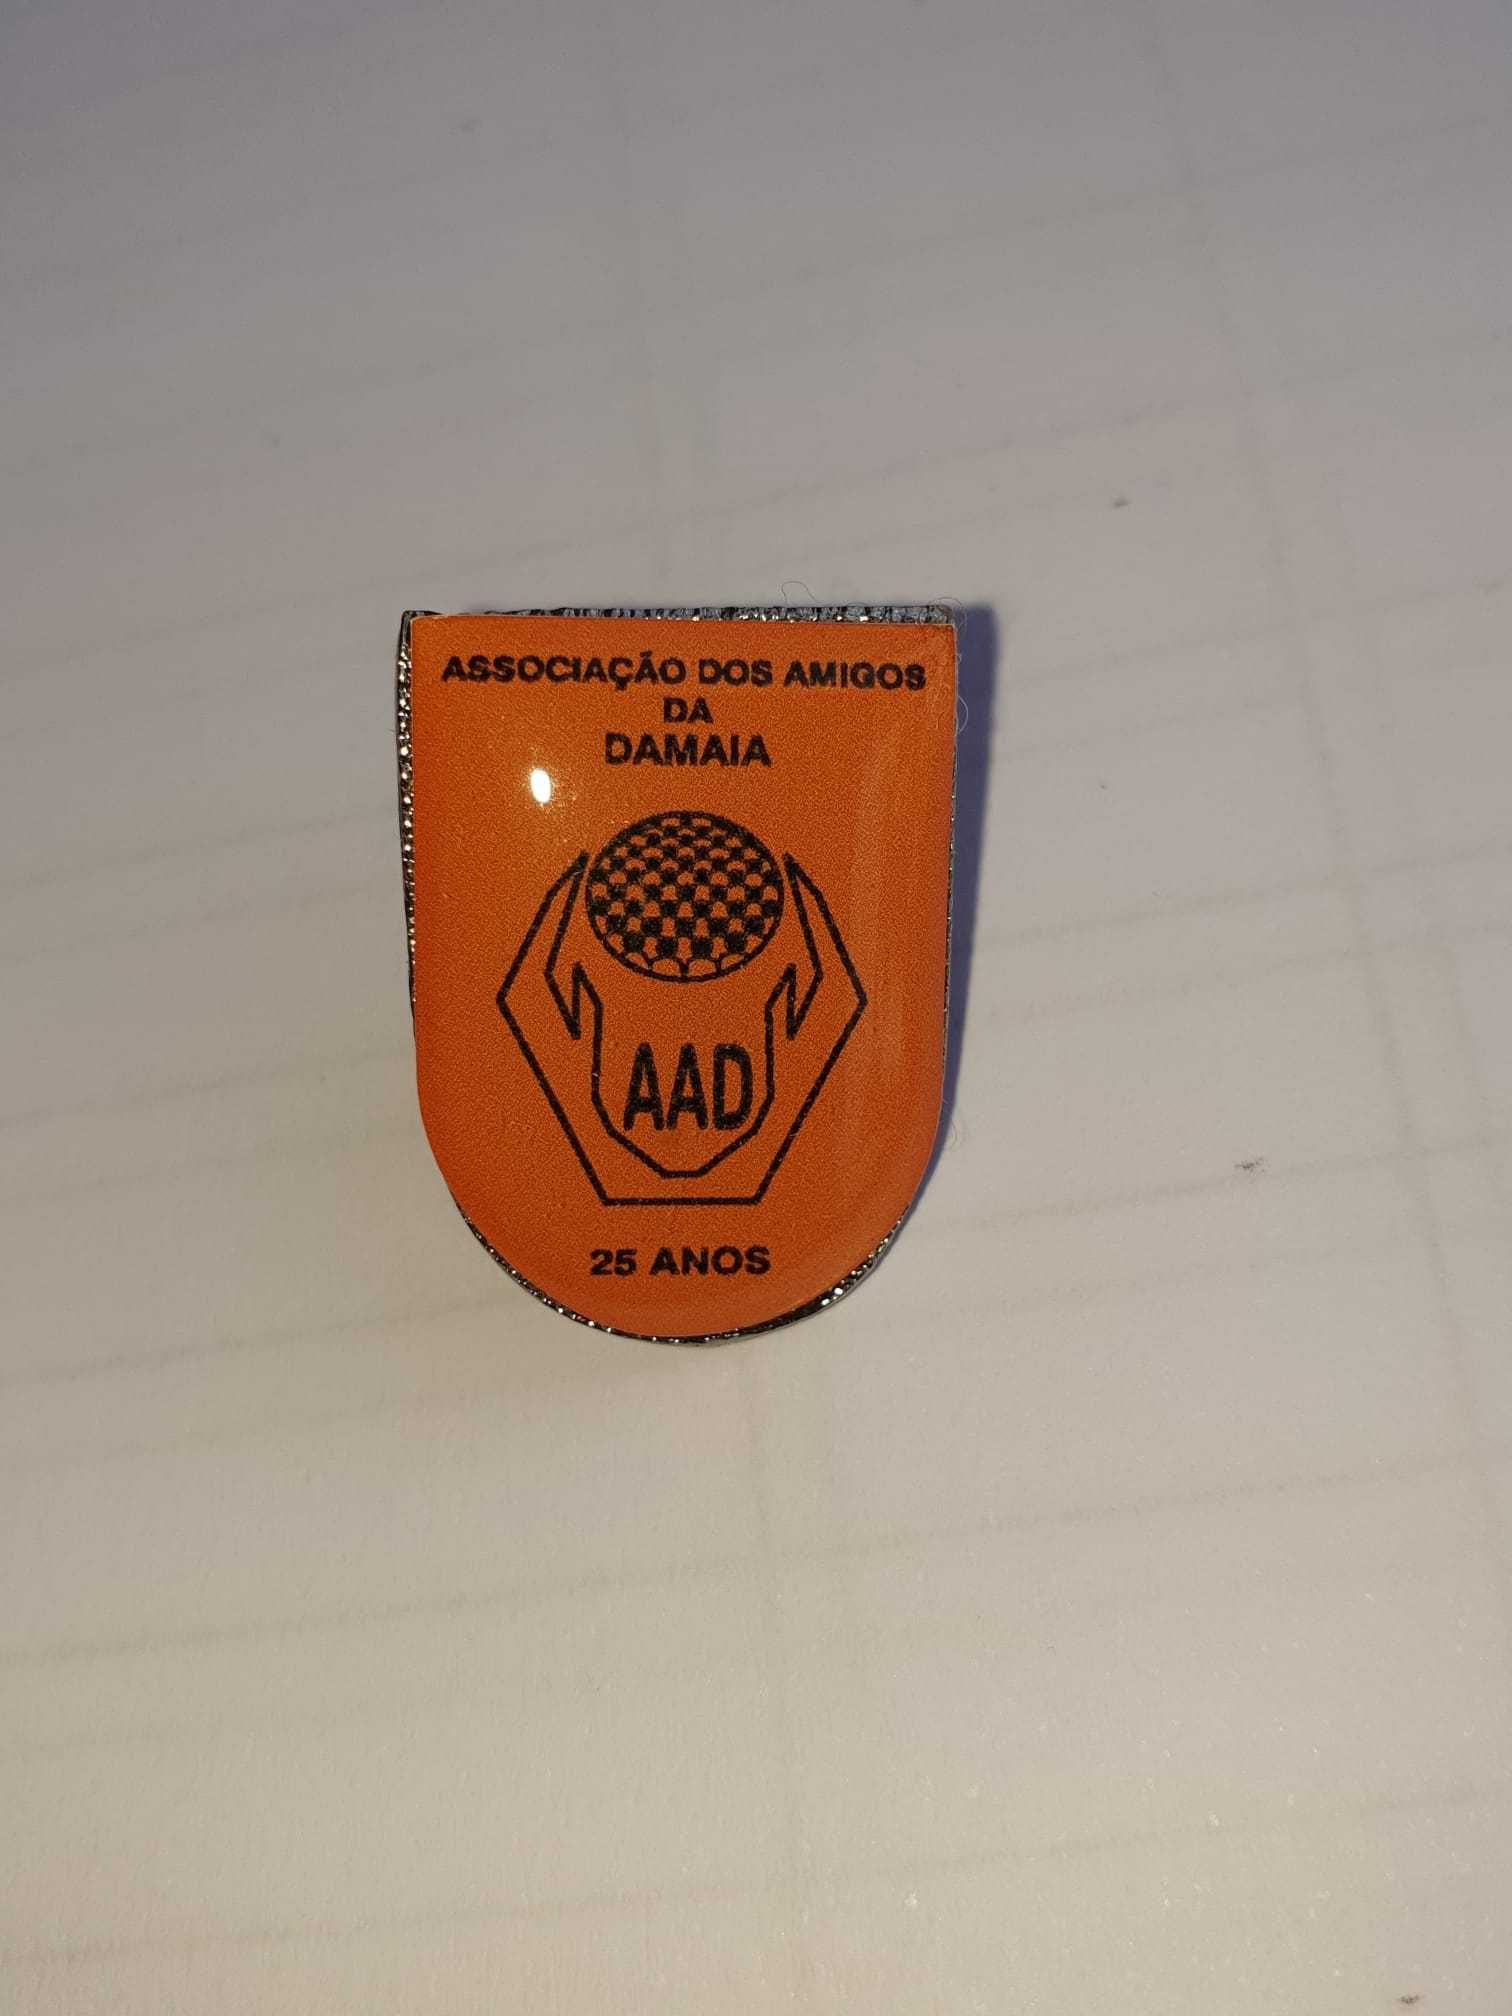 ASSOCIAÇÃO DOS AMIGOS
DA
DAMAIA
AAD
25 ANOS